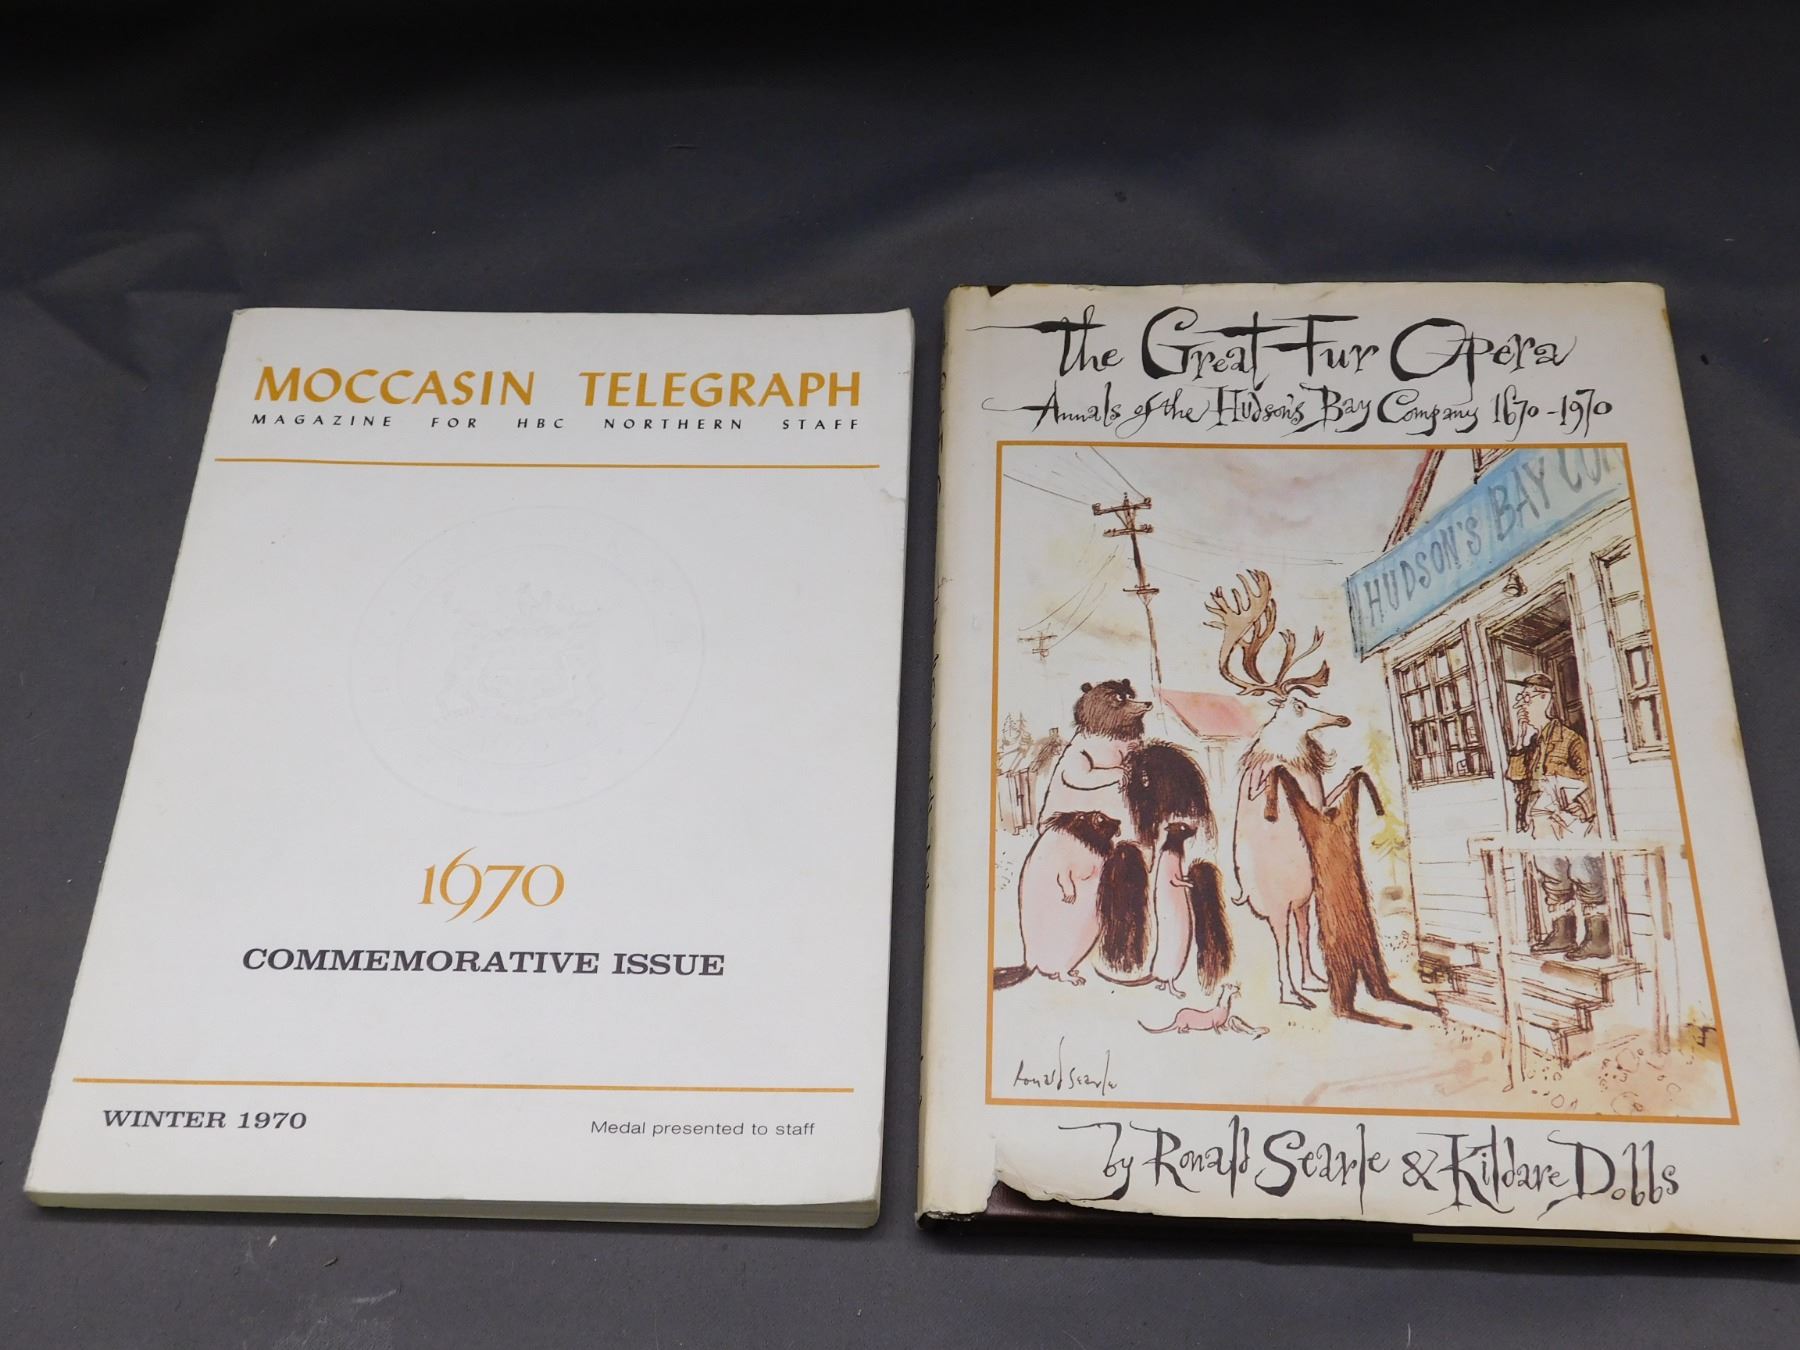 MOCCASIN TELEGRAPH
MAGAZINE FOR HBC NORTHERN STAFF
1670
COMMEMORATIVE ISSUE
WINTER 1970
Medal presented to staff
The Great Fur Opera
Annals of the Hudson's Bay Company 1670-1970
HUDSON'S BAY CO
Ronald Searle
by Ronald Searle & Kildare Dobbs